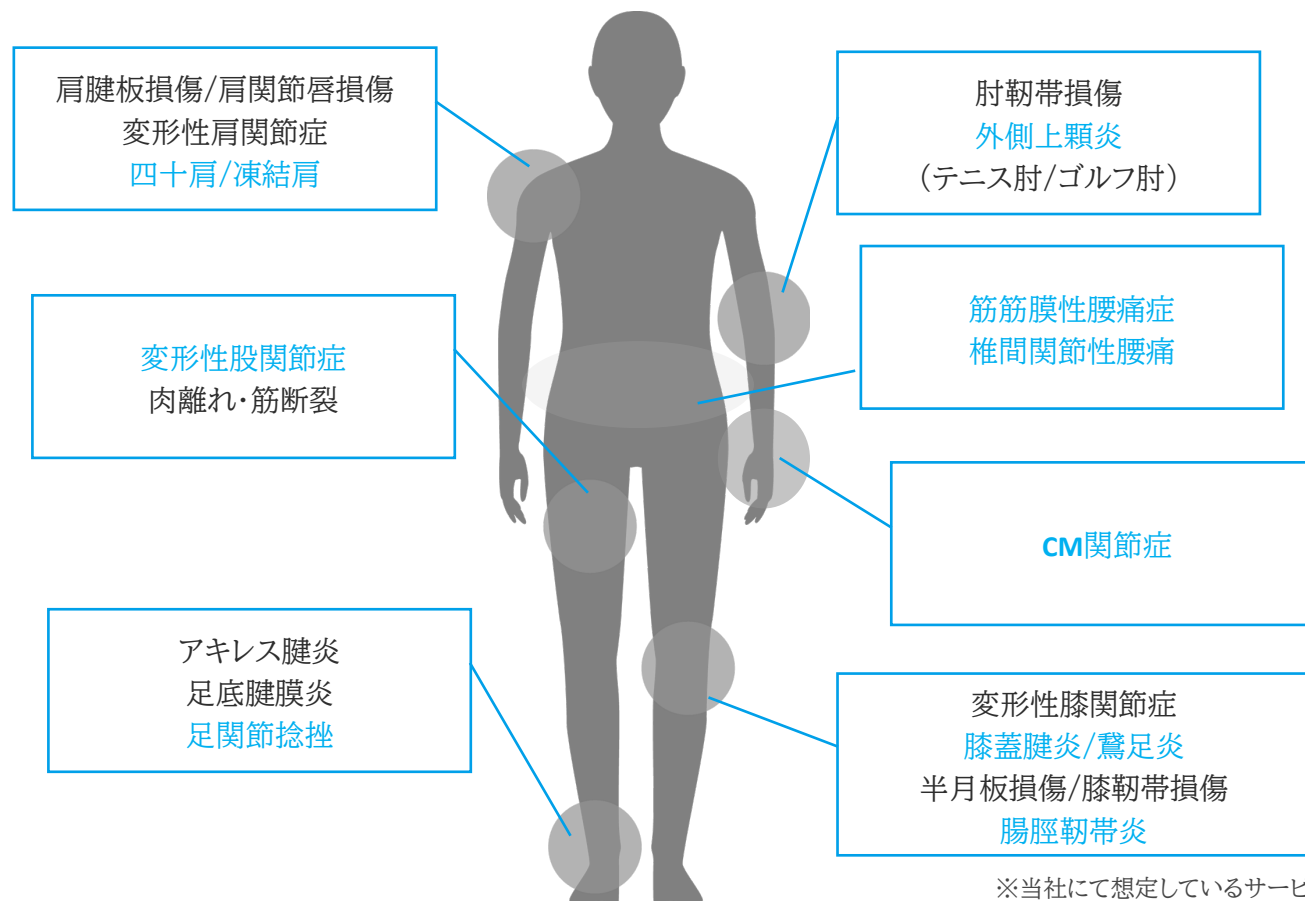 肩腱板損傷/肩関節唇損傷
変形性肩関節症
四十肩/凍結肩
肘靭帯損傷
外側上顆炎
（テニス肘/ゴルフ肘）
筋筋膜性腰痛症
椎間関節性腰痛
変形性股関節症
肉離れ・筋断裂
CM関節症
アキレス腱炎
足底腱膜炎
足関節捻挫
変形性膝関節症
膝蓋腱炎/鵞足炎
半月板損傷/膝靭帯損傷
腸脛靭帯炎
※当社にて想定しているサービ